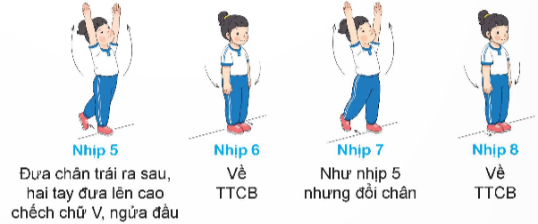 Nhịp 5
Đựa chân trái ra sau,
hai tay đưa lên cao
chếch chữ V, ngửa đầu
Nhịp 6
Về
TTCB
Nhịp 7
Như nhịp 5
nhưng đổi chân
Nhịp 8
Về
TTCB